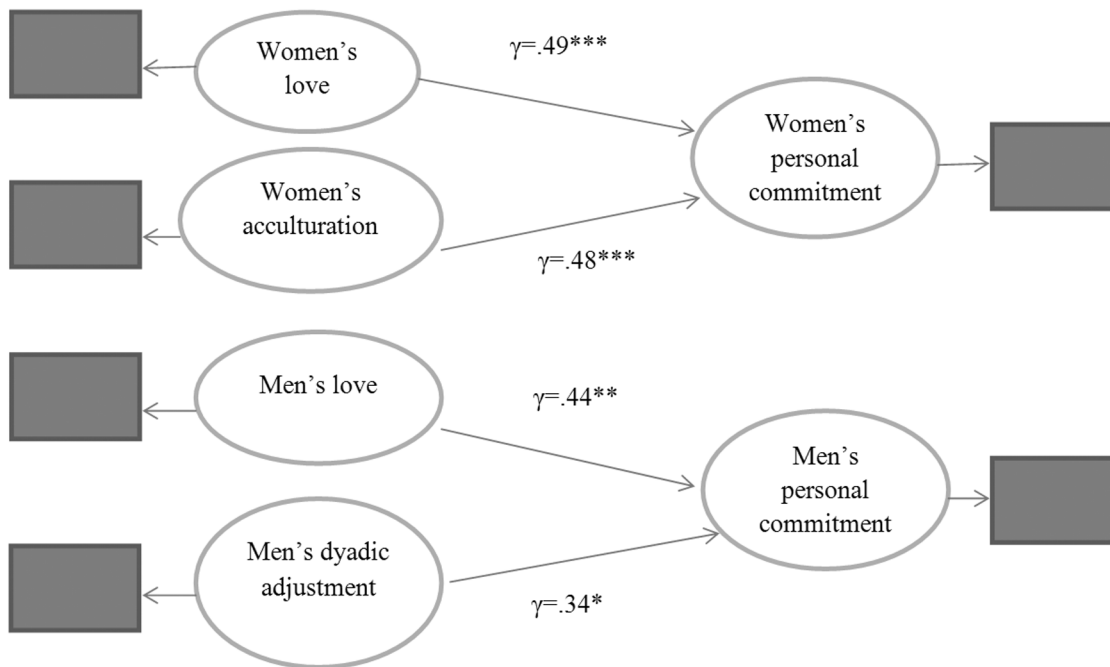 Women’s
love
γ=.49***
Women’s
personal
commitment
Women’s
acculturation
γ=.48***
Men’s love
γ=.44**
Men’s
personal
commitment
Men’s dyadic
adjustment
γ=.34*